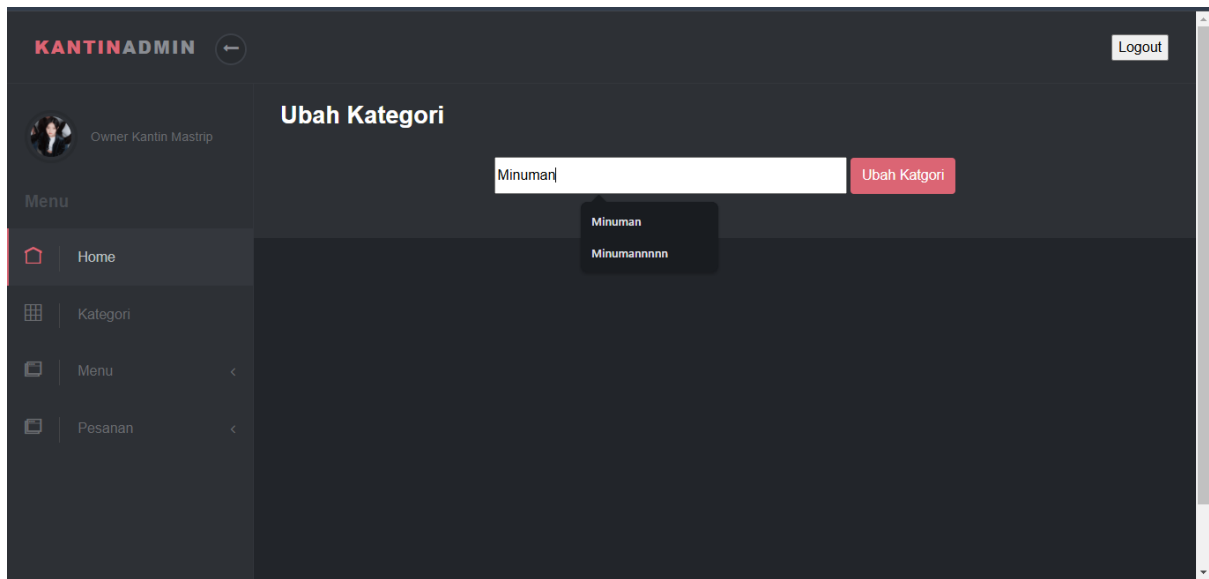 KANTINADMIN
Logout
Owner Kantin Mastrip
Ubah Kategori
Minuman
Ubah Katgori
Minuman
Minumannnnn
Menu
Home
Kategori
Menu
Pesanan